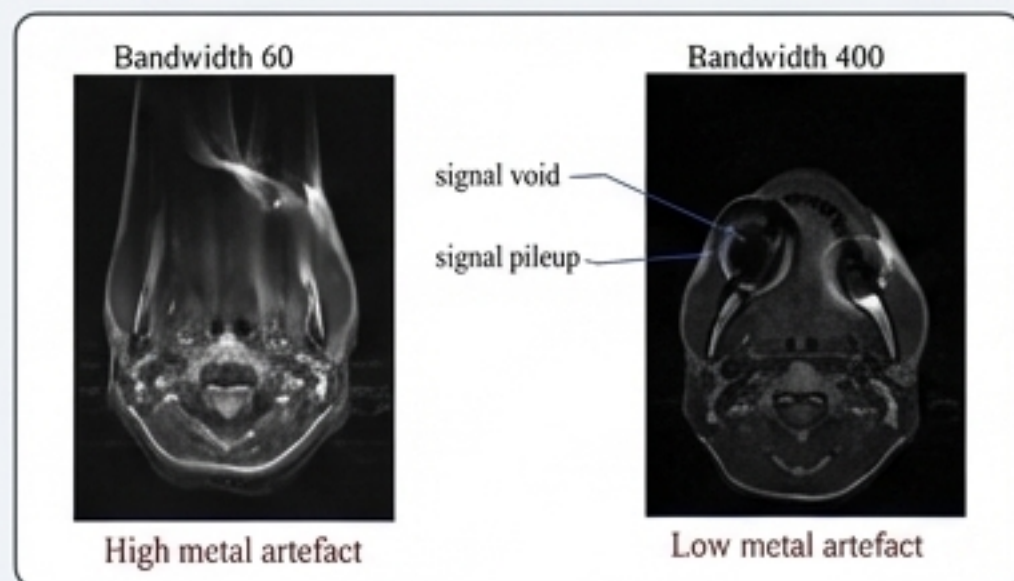 Bandwidth 60
Bandwidth 400
signal void
signal pileup
High metal artefact
Low metal artefact